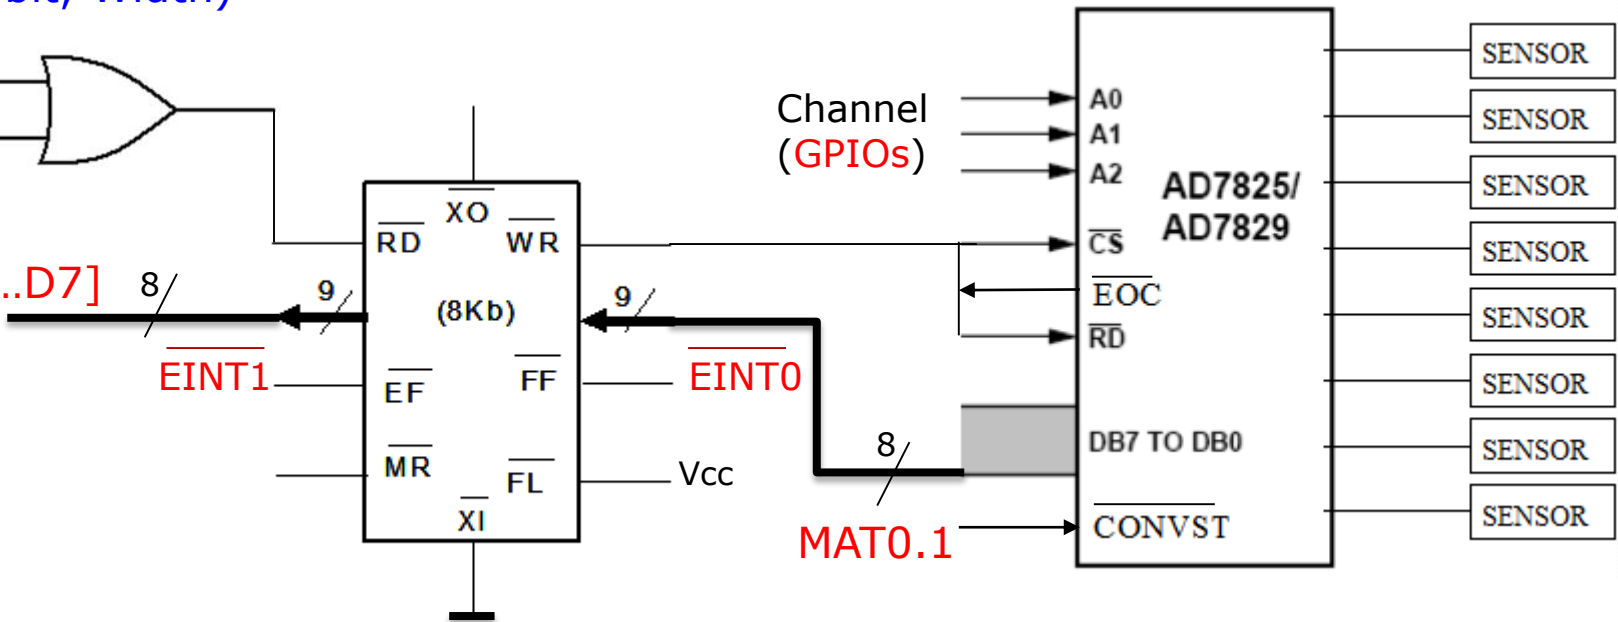 bit, Width)
Channel
(GPIOs)
XO
RD
WR
(8Kb)
9
9
..D7]
8
EINT1
EF
FF
EINT0
MR
FL
Vcc
XI
8
MAT0.1
A0
A1
A2
AD7825/
AD7829
CS
EOC
RD
DB7 TO DB0
CONVST
SENSOR
SENSOR
SENSOR
SENSOR
SENSOR
SENSOR
SENSOR
SENSOR